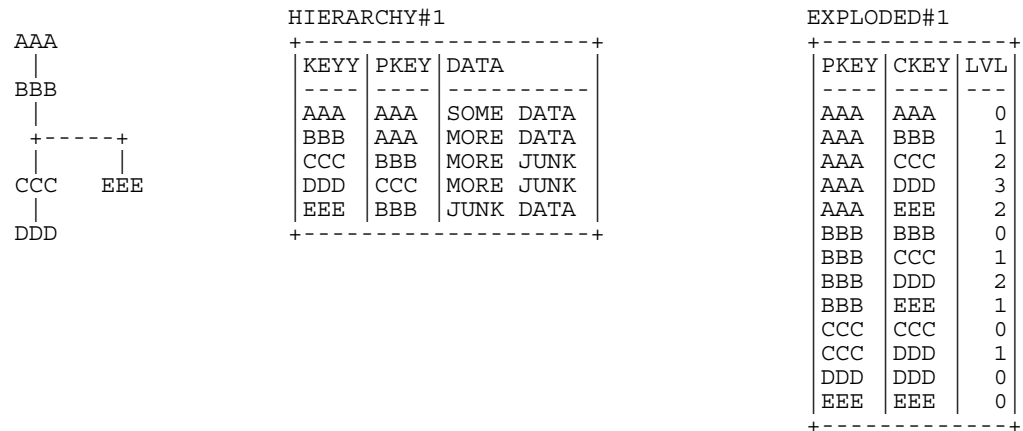 AAA
BBB
CCC EEE
DDD
HIERARCHY#1
KEYY PKEY DATA
AAA AAA SOME DATA
BBB AAA MORE DATA
CCC BBB MORE JUNK
DDD CCC MORE JUNK
EEE BBB JUNK DATA
EXPLODED#1
PKEY CKEY LVL
AAA AAA 0
AAA BBB 1
AAA CCC 2
AAA DDD 3
AAA EEE 2
BBB BBB 0
BBB CCC 1
BBB DDD 2
BBB EEE 1
CCC CCC 0
CCC DDD 1
DDD DDD 0
EEE EEE 0